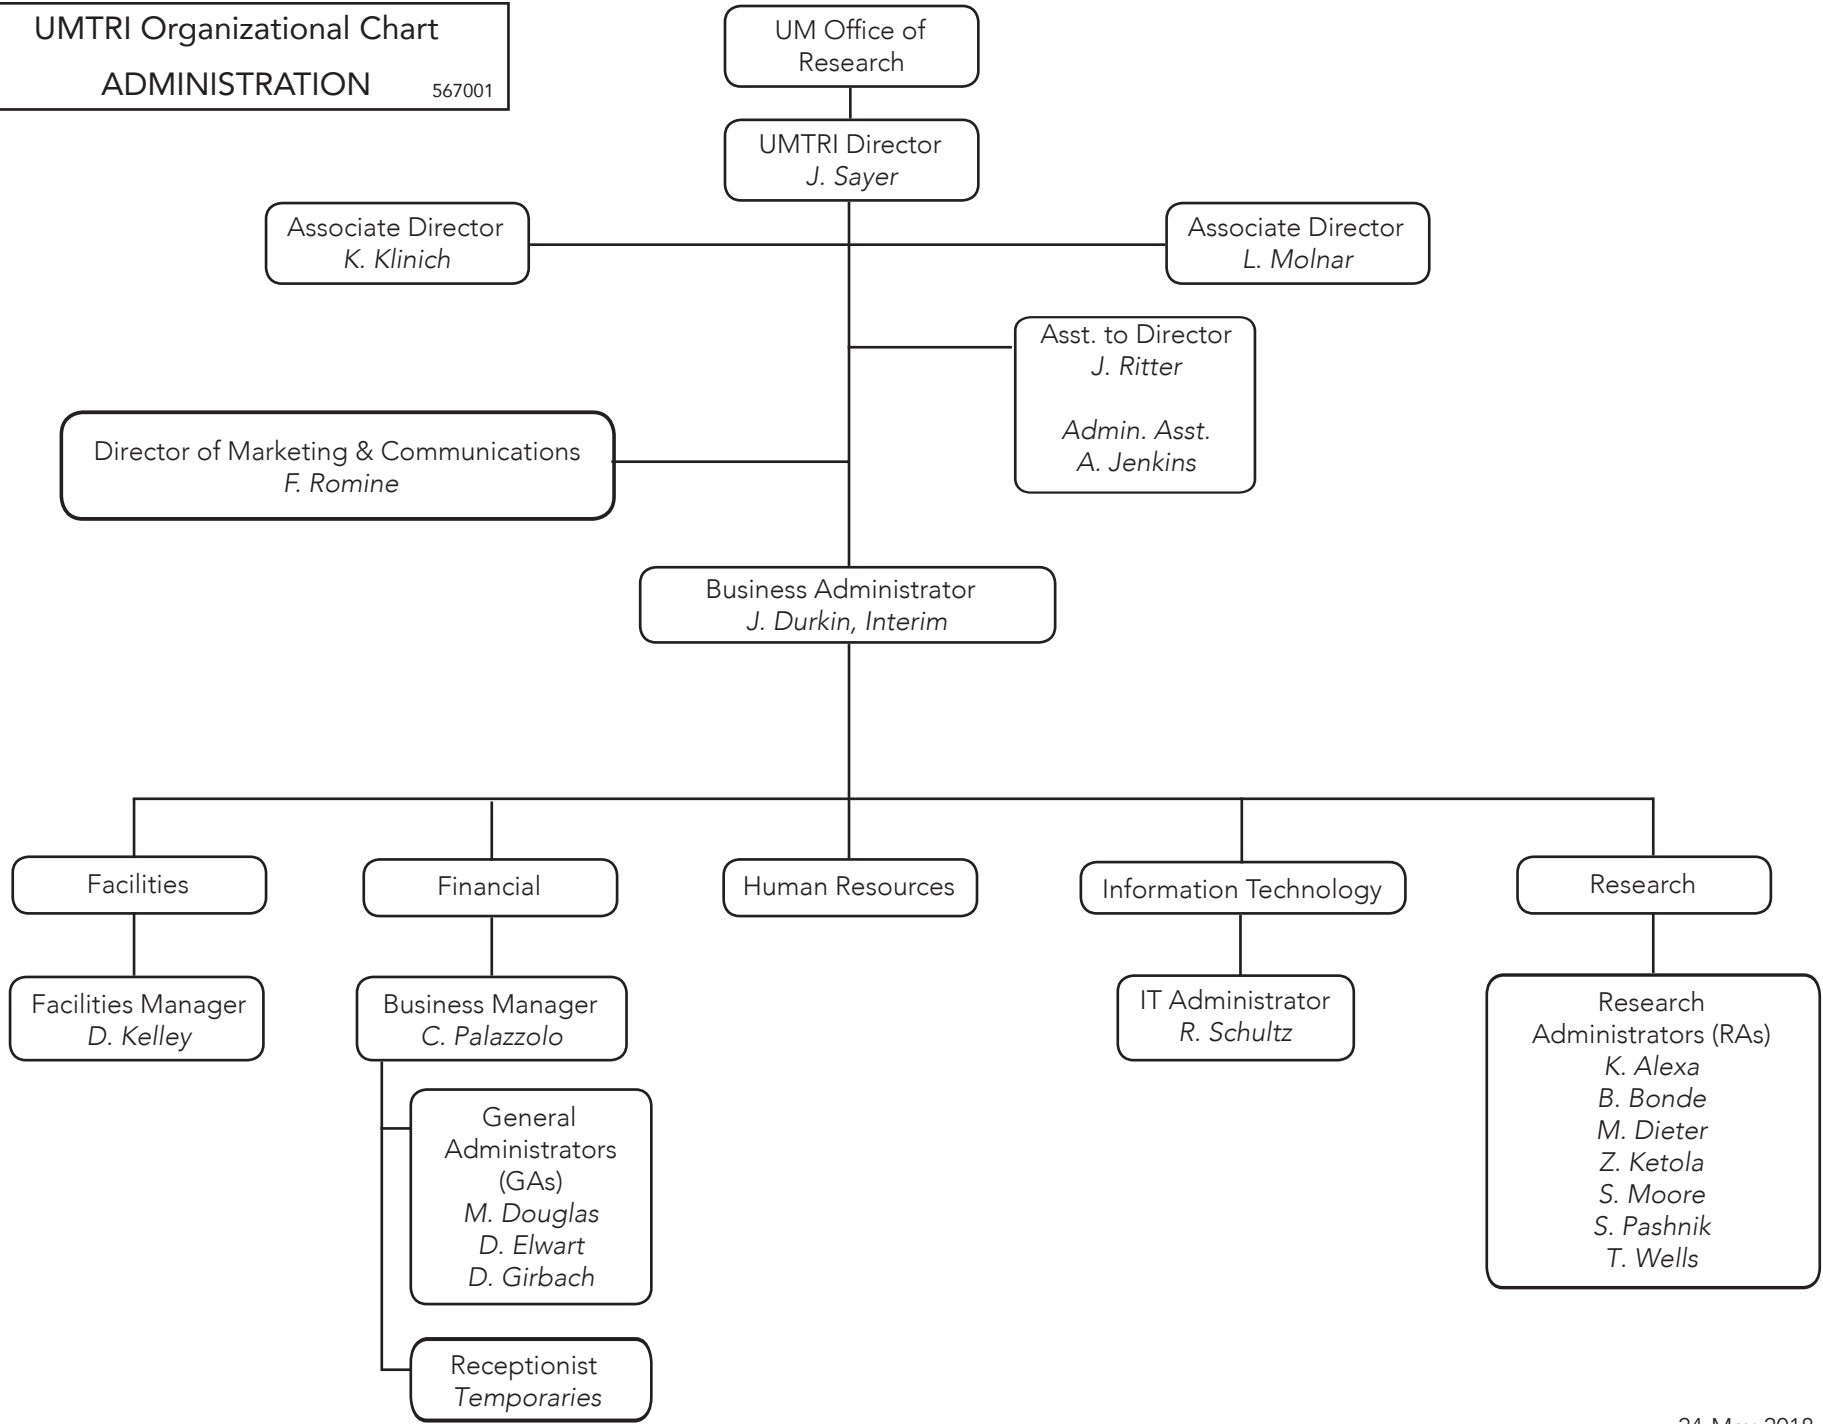 UMTRI Organizational Chart
ADMINISTRATION 567001
UM Office of
Research
UMTRI Director
J. Sayer
Associate Director
K. Klinich
Associate Director
L. Molnar
Asst. to Director
J. Ritter
Admin. Asst.
A. Jenkins
Director of Marketing & Communications
F. Romine
Business Administrator
J. Durkin, Interim
Facilities
Financial
Human Resources
Information Technology
Research
Facilities Manager
D. Kelley
Business Manager
C. Palazzolo
IT Administrator
R. Schultz
Research
Administrators (RAs)
K. Alexa
B. Bonde
M. Dieter
Z. Ketola
S. Moore
S. Pashnik
T. Wells
General
Administrators
(GAs)
M. Douglas
D. Elwart
D. Girbach
Receptionist
Temporaries